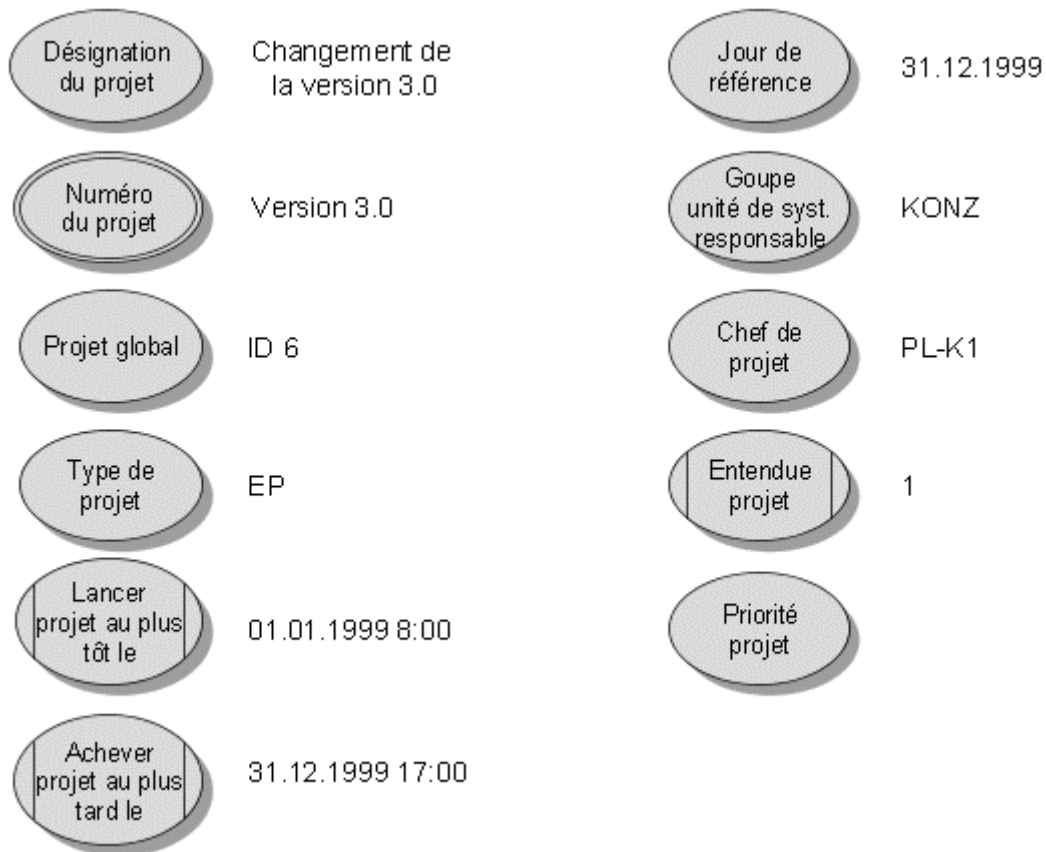 Désignation
du projet
Changement de
la version 3.0
Numéro
du projet
Version 3.0
Projet global
ID 6
Type de
projet
EP
Lancer
projet au plus
tôt le
01.01.1999 8:00
Achever
projet au plus
tard le
31.12.1999 17:00
Jour de
référence
31.12.1999
Goupe
unité de syst.
responsable
KONZ
Chef de
projet
PL-K1
Entendue
projet
1
Priorité
projet